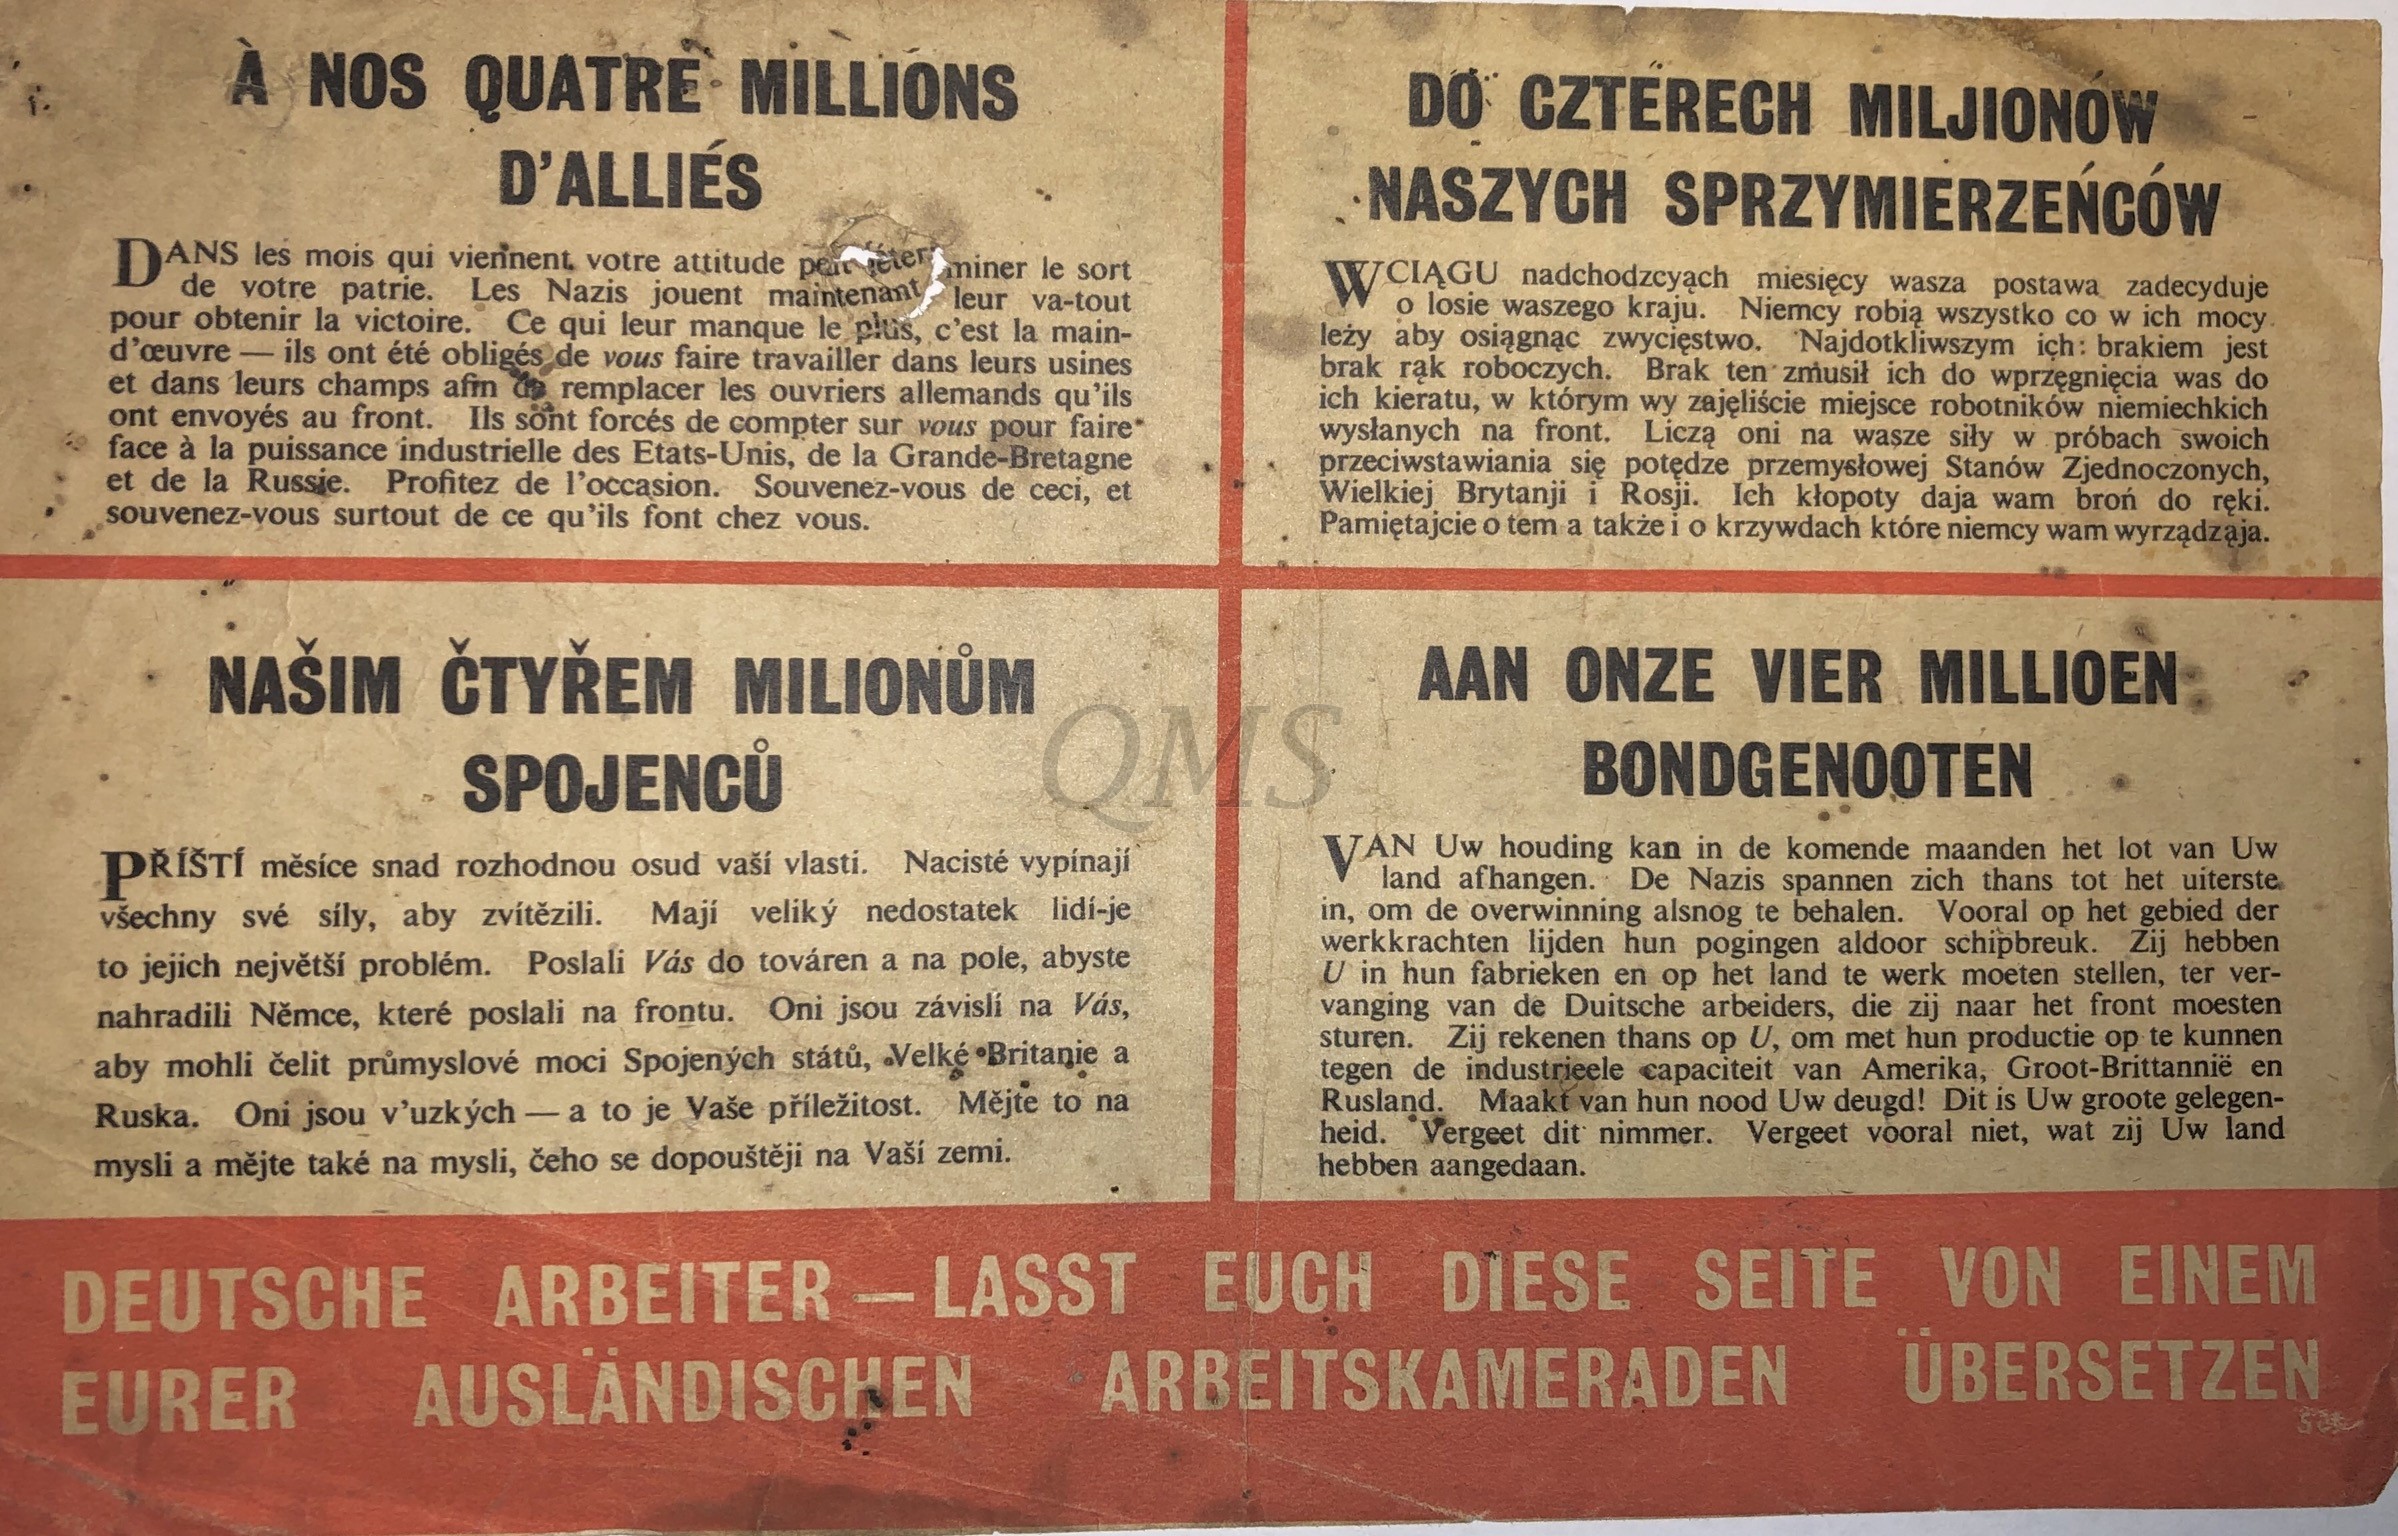 À NOS QUATRE MILLIONS
D'ALLIÉS
DANS les mois qui viennent votre attitude peut déterminer le sort
de votre patrie. Les Nazis jouent maintenant leur va-tout
pour obtenir la victoire. Ce qui leur manque le plus, c'est la main-
d'œuvre — ils ont été obligés de vous faire travailler dans leurs usines
et dans leurs champs afin de remplacer les ouvriers allemands qu'ils
ont envoyés au front. Ils sont forcés de compter sur vous pour faire
face à la puissance industrielle des Etats-Unis, de la Grande-Bretagne
et de la Russie. Profitez de l'occasion. Souvenez-vous de ceci, et
souvenez-vous surtout de ce qu'ils font chez vous.
DO CZTERECH MILJIONÓW
NASZYCH SPRZYMIERZEŃCÓW
W CIĄGU nadchodzcyąch miesięcy wasza postawa zadecyduje
o losie waszego kraju. Niemcy robią wszystko co w ich mocy
leży aby osiągnąc zwycięstwo. Najdotkliwszym ich: brakiem jest
brak rąk roboczych. Brak ten zmusił ich do wprzęgnięcia was do
ich kieratu, w którym wy zajęliście miejsce robotników niemiechkich
wysłanych na front. Liczą oni na wasze siły w próbach swoich
przeciwstawiania się potędze przemysłowej Stanów Zjednoczonych,
Wielkiej Brytanji i Rosji. Ich kłopoty daja wam broń do ręki.
Pamiętajcie o tem a także i o krzywdach które niemcy wam wyrządząja.
NAŠIM ČTYŘEM MILIONŮM
SPOJENCŮ
PŘÍŠTÍ měsíce snad rozhodnou osud vaší vlasti. Nacisté vypínají
všechny své síly, aby zvítězili. Mají veliký nedostatek lidí-je
to jejich největší problém. Poslali Vás do továren a na pole, abyste
nahradili Němce, které poslali na frontu. Oni jsou závislí na Vás,
aby mohli čelit průmyslové moci Spojených států, Velké Britanie a
Ruska. Oni jsou v'uzkých — a to je Vaše příležitost. Mějte to na
mysli a mějte také na mysli, čeho se dopouštěji na Vaší zemi.
AAN ONZE VIER MILLIOEN
BONDGENOOTEN
VAN Uw houding kan in de komende maanden het lot van Uw
land afhangen. De Nazis spannen zich thans tot het uiterste
in, om de overwinning alsnog te behalen. Vooral op het gebied der
werkkrachten lijden hun pogingen aldoor schipbreuk. Zij hebben
U in hun fabrieken en op het land te werk moeten stellen, ter ver-
vanging van de Duitsche arbeiders, die zij naar het front moesten
sturen. Zij rekenen thans op U, om met hun productie op te kunnen
tegen de industrieele capaciteit van Amerika, Groot-Brittannië en
Rusland. Maakt van hun nood Uw deugd! Dit is Uw groote gelegen-
heid. Vergeet dit nimmer. Vergeet vooral niet, wat zij Uw land
hebben aangedaan.
QMS
DEUTSCHE ARBEITER — LASST EUCH DIESE SEITE VON EINEM
EURER AUSLÄNDISCHEN ARBEITSKAMERADEN ÜBERSETZEN